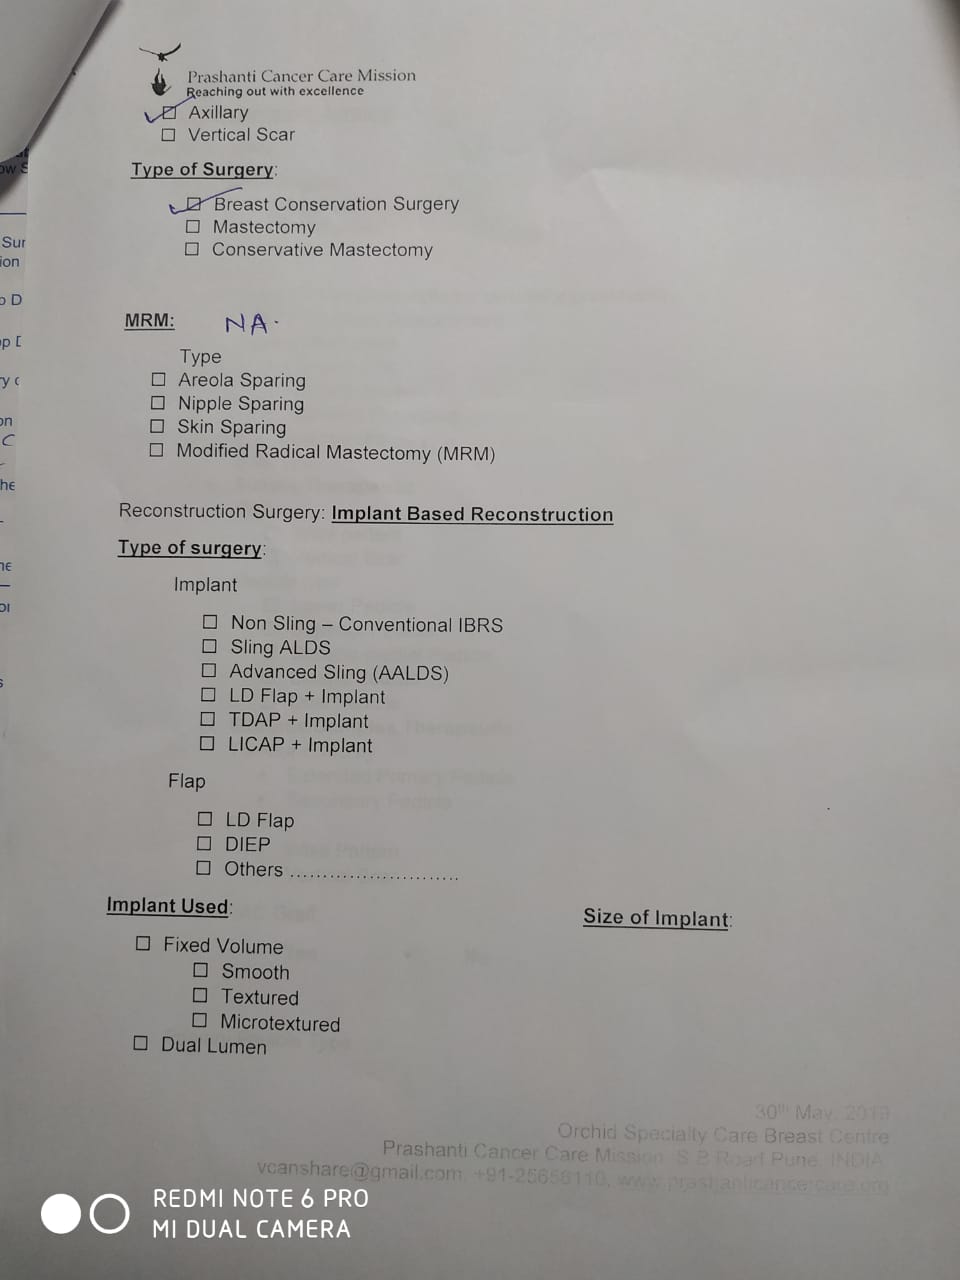 Prashanti Cancer Care Mission
Reaching out with excellence
☑ Axillary
☐ Vertical Scar
Type of Surgery:
☑ Breast Conservation Surgery
☐ Mastectomy
☐ Conservative Mastectomy
MRM: NA.
Type
☐ Areola Sparing
☐ Nipple Sparing
☐ Skin Sparing
☐ Modified Radical Mastectomy (MRM)
Reconstruction Surgery: Implant Based Reconstruction
Type of surgery:
Implant
☐ Non Sling – Conventional IBRS
☐ Sling ALDS
☐ Advanced Sling (AALDS)
☐ LD Flap + Implant
☐ TDAP + Implant
☐ LICAP + Implant
Flap
☐ LD Flap
☐ DIEP
☐ Others .........................
Implant Used:
Size of Implant:
☐ Fixed Volume
☐ Smooth
☐ Textured
☐ Microtextured
☐ Dual Lumen
30th May, 2019
Orchid Specialty Care Breast Centre
Prashanti Cancer Care Mission S B Road Pune, INDIA
vcanshare@gmail.com, +91-25658110, www.prashanticancercare.org
REDMI NOTE 6 PRO
MI DUAL CAMERA